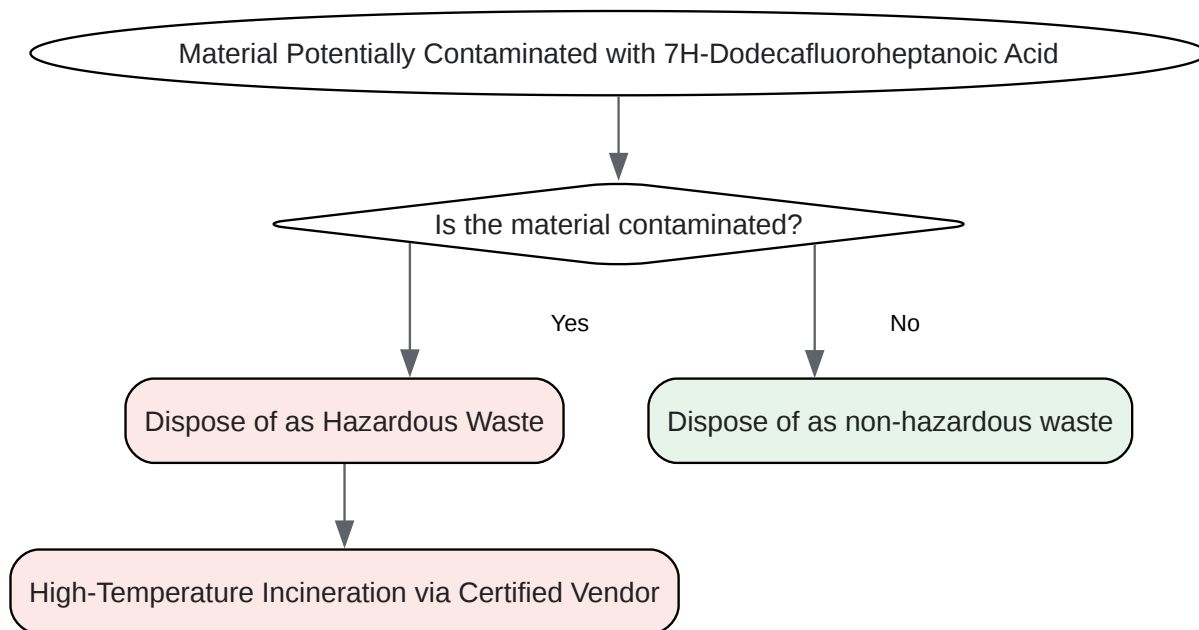 Material Potentially Contaminated with 7H-Dodecafluoroheptanoic Acid
Is the material contaminated?
Yes
No
Dispose of as Hazardous Waste
Dispose of as non-hazardous waste
High-Temperature Incineration via Certified Vendor